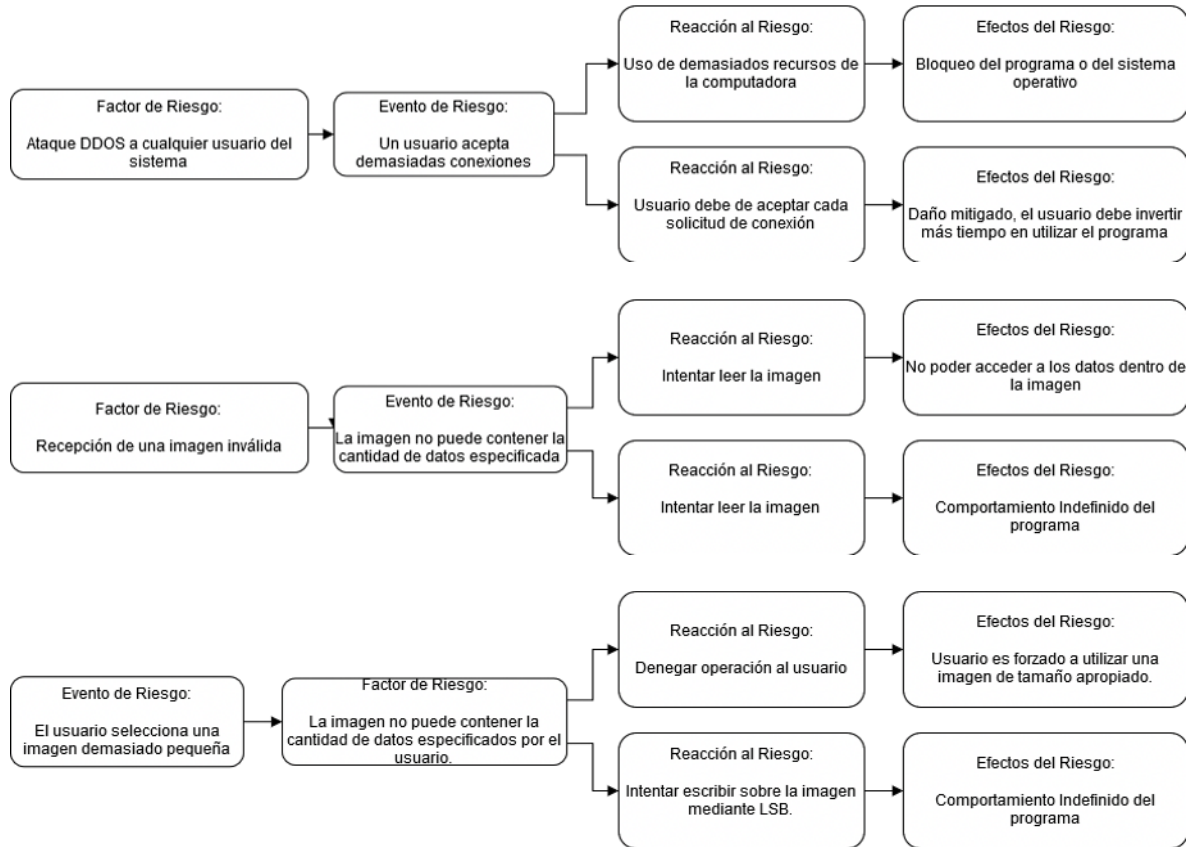 Factor de Riesgo:
Ataque DDOS a cualquier usuario del
sistema
Evento de Riesgo:
Un usuario acepta
demasiadas conexiones
Reacción al Riesgo:
Uso de demasiados recursos de
la computadora
Efectos del Riesgo:
Bloqueo del programa o del sistema
operativo
Reacción al Riesgo:
Usuario debe de aceptar cada
solicitud de conexión
Efectos del Riesgo:
Daño mitigado, el usuario debe invertir
más tiempo en utilizar el programa
Factor de Riesgo:
Recepción de una imagen inválida
Evento de Riesgo:
La imagen no puede contener la
cantidad de datos especificada
Reacción al Riesgo:
Intentar leer la imagen
Efectos del Riesgo:
No poder acceder a los datos dentro de
la imagen
Reacción al Riesgo:
Intentar leer la imagen
Efectos del Riesgo:
Comportamiento Indefinido del
programa
Evento de Riesgo:
El usuario selecciona una
imagen demasiado pequeña
Factor de Riesgo:
La imagen no puede contener la
cantidad de datos especificados por el
usuario.
Reacción al Riesgo:
Denegar operación al usuario
Efectos del Riesgo:
Usuario es forzado a utilizar una
imagen de tamaño apropiado.
Reacción al Riesgo:
Intentar escribir sobre la imagen
mediante LSB.
Efectos del Riesgo:
Comportamiento Indefinido del
programa